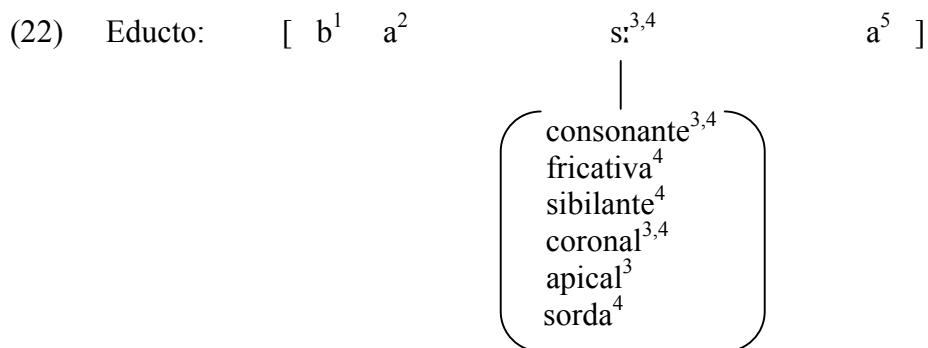 (22) Educto: [ b¹ a² sː³,⁴ a⁵ ]
consonante³,⁴
fricativa⁴
sibilante⁴
coronal³,⁴
apical³
sorda⁴